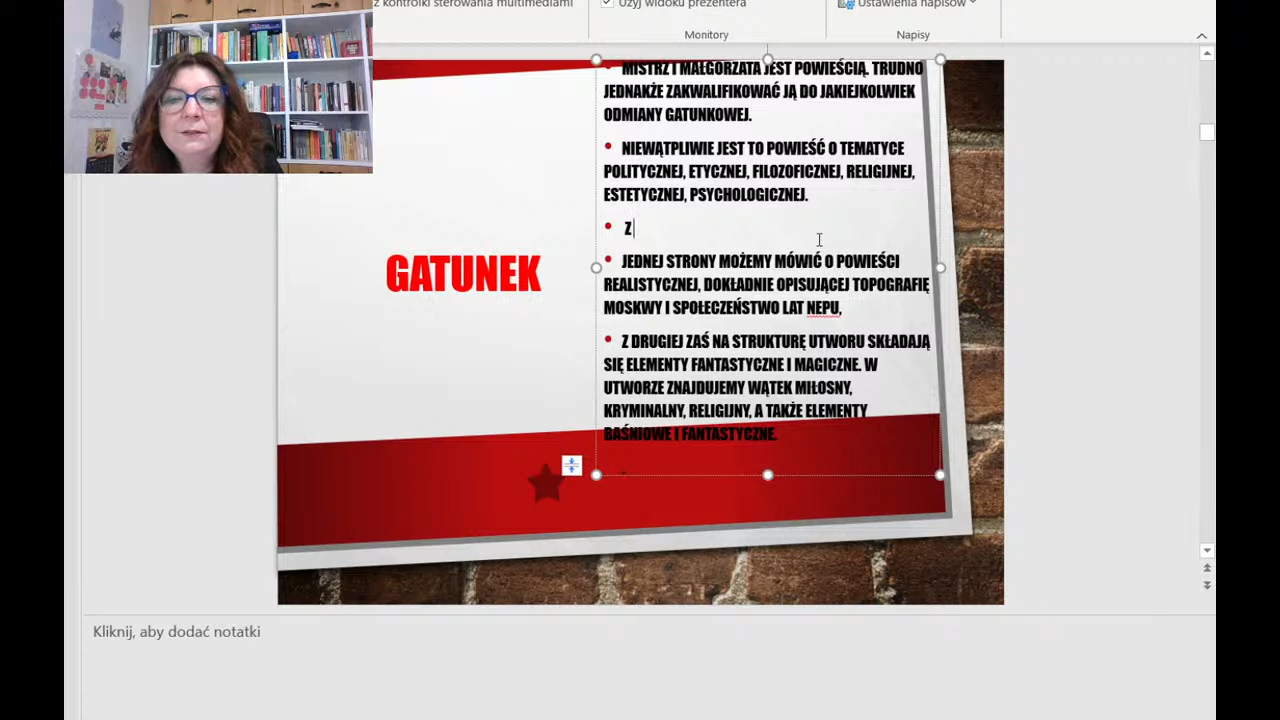 z kontrolki sterowania multimediami
Użyj widoku prezentera
Ustawienia napisów
Monitory
Napisy
GATUNEK
• MISTRZ I MAŁGORZATA JEST POWIEŚCIĄ. TRUDNO
JEDNAKŻE ZAKWALIFIKOWAĆ JĄ DO JAKIEJKOLWIEK
ODMIANY GATUNKOWEJ.
• NIEWĄTPLIWIE JEST TO POWIEŚĆ O TEMATYCE
POLITYCZNEJ, ETYCZNEJ, FILOZOFICZNEJ, RELIGIJNEJ,
ESTETYCZNEJ, PSYCHOLOGICZNEJ.
• Z
• JEDNEJ STRONY MOŻEMY MÓWIĆ O POWIEŚCI
REALISTYCZNEJ, DOKŁADNIE OPISUJĄCEJ TOPOGRAFIĘ
MOSKWY I SPOŁECZEŃSTWO LAT NEPU,
• Z DRUGIEJ ZAŚ NA STRUKTURĘ UTWORU SKŁADAJĄ
SIĘ ELEMENTY FANTASTYCZNE I MAGICZNE. W
UTWORZE ZNAJDUJEMY WĄTEK MIŁOSNY,
KRYMINALNY, RELIGIJNY, A TAKŻE ELEMENTY
BAŚNIOWE I FANTASTYCZNE.
Kliknij, aby dodać notatki